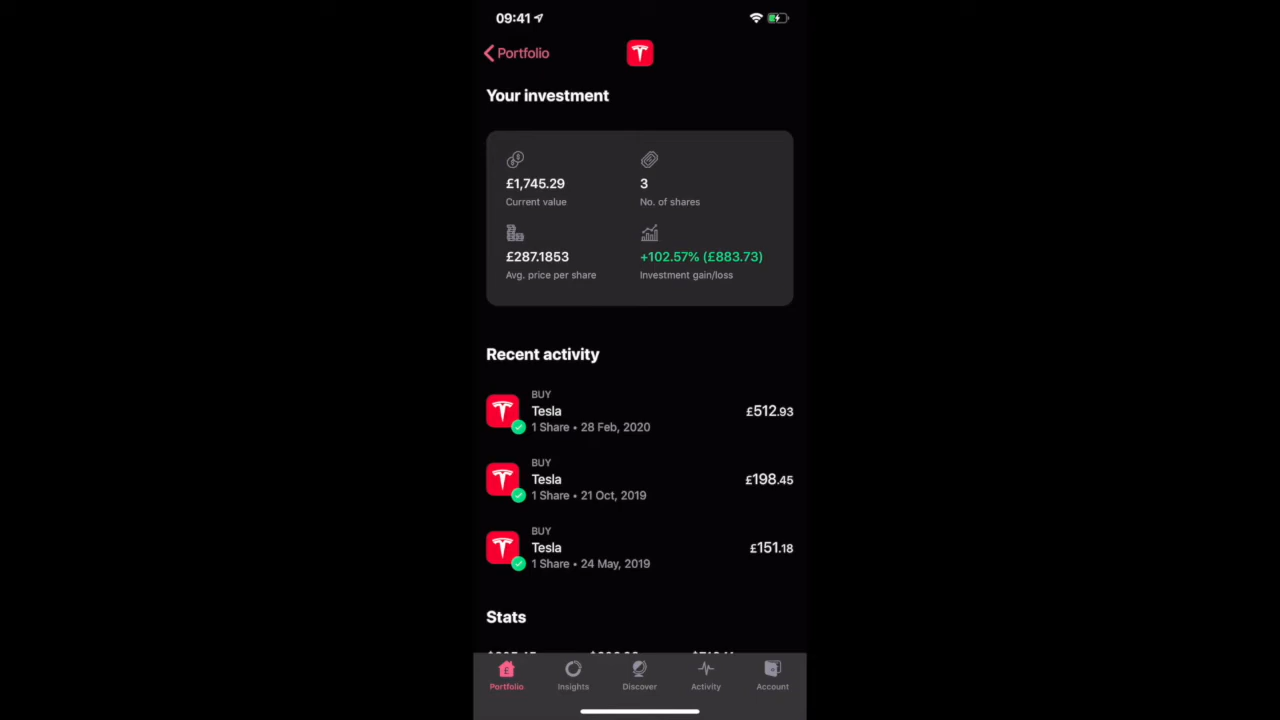 09:41
Portfolio
Your investment
£1,745.29
3
Current value
No. of shares
£287.1853
+102.57% (£883.73)
Avg. price per share
Investment gain/loss
Recent activity
BUY
Tesla
£512.93
1 Share • 28 Feb, 2020
BUY
Tesla
£198.45
1 Share • 21 Oct, 2019
BUY
Tesla
£151.18
1 Share • 24 May, 2019
Stats
Portfolio
Insights
Discover
Activity
Account